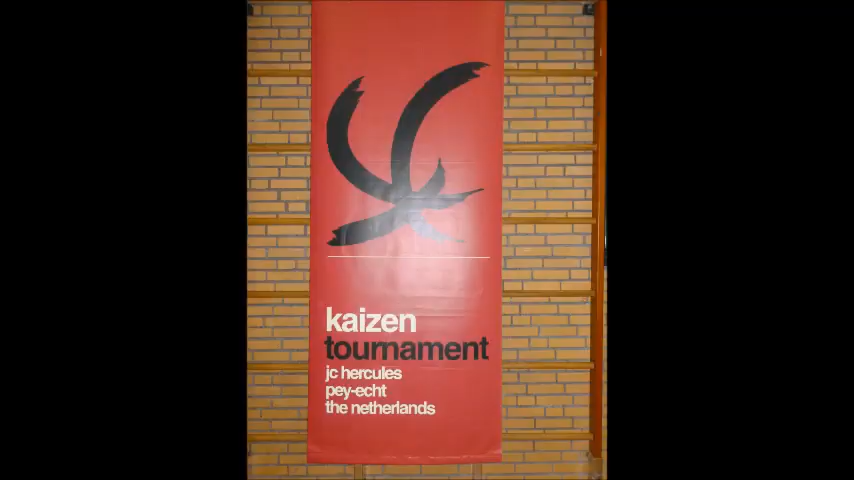 kaizen
tournament
jc hercules
pey-echt
the netherlands